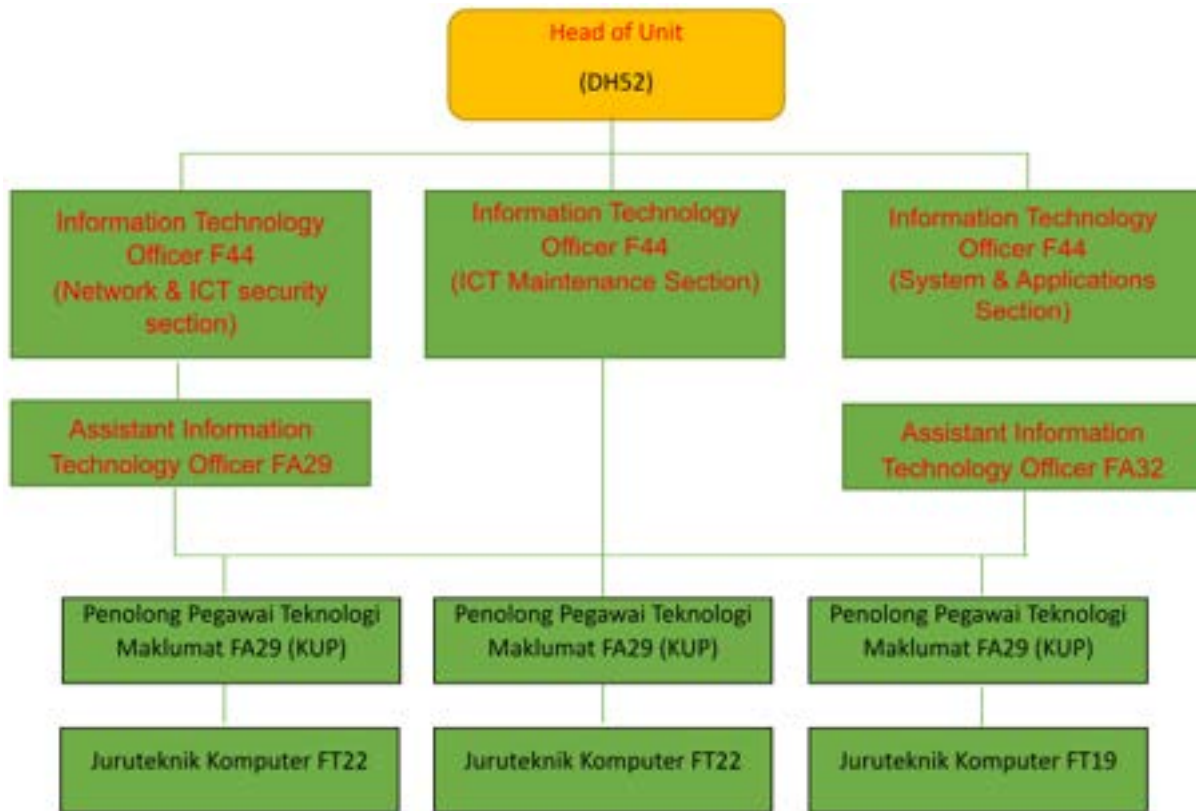 Head of Unit
(DH52)
Information Technology
Officer F44
(Network & ICT security
section)
Information Technology
Officer F44
(ICT Maintenance Section)
Information Technology
Officer F44
(System & Applications
Section)
Assistant Information
Technology Officer FA29
Assistant Information
Technology Officer FA32
Penolong Pegawai Teknologi
Maklumat FA29 (KUP)
Penolong Pegawai Teknologi
Maklumat FA29 (KUP)
Penolong Pegawai Teknologi
Maklumat FA29 (KUP)
Juruteknik Komputer FT22
Juruteknik Komputer FT22
Juruteknik Komputer FT19